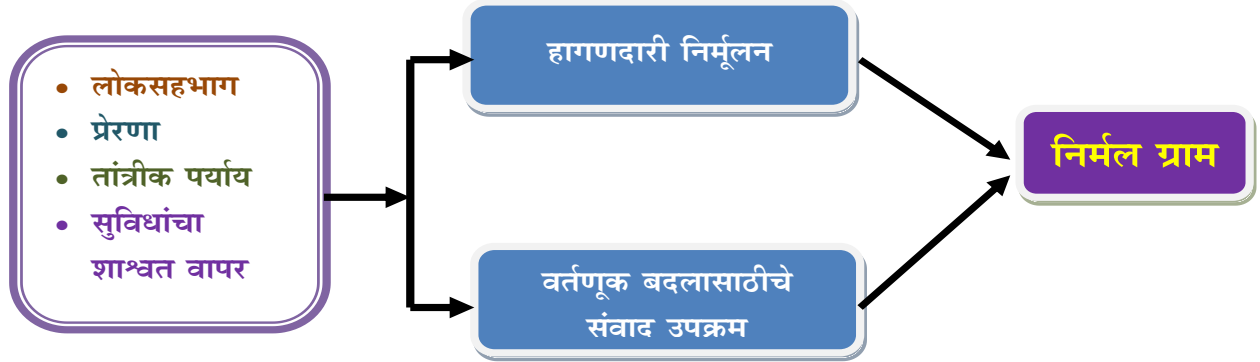 • लोकसहभाग
• प्रेरणा
• तांत्रीक पर्याय
• सुविधांचा
शाश्वत वापर
हागणदारी निर्मूलन
वर्तणूक बदलासाठीचे
संवाद उपक्रम
निर्मल ग्राम